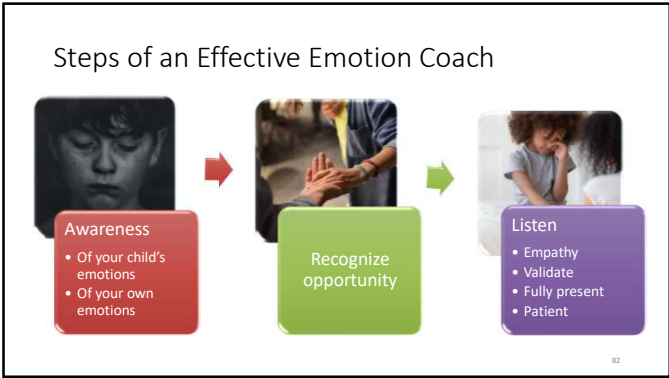 Steps of an Effective Emotion Coach
Awareness
• Of your child's
emotions
• Of your own
emotions
Recognize
opportunity
Listen
• Empathy
• Validate
• Fully present
• Patient
82